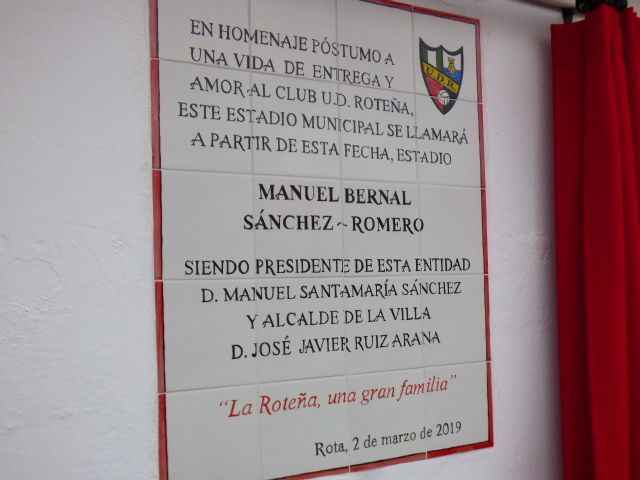 EN HOMENAJE PÓSTUMO A
UNA VIDA DE ENTREGA Y
AMOR AL CLUB U.D. ROTEÑA,
ESTE ESTADIO MUNICIPAL SE LLAMARÁ
A PARTIR DE ESTA FECHA, ESTADIO
U.D.R.
MANUEL BERNAL
SÁNCHEZ~ROMERO
SIENDO PRESIDENTE DE ESTA ENTIDAD
D. MANUEL SANTAMARÍA SÁNCHEZ
Y ALCALDE DE LA VILLA
D. JOSÉ JAVIER RUIZ ARANA
“La Roteña, una gran familia”
Rota, 2 de marzo de 2019